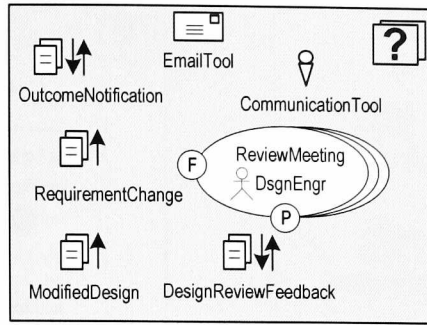 ?
EmailTool
OutcomeNotification
CommunicationTool
F
ReviewMeeting
RequirementChange
DsgnEngr
P
ModifiedDesign
DesignReviewFeedback